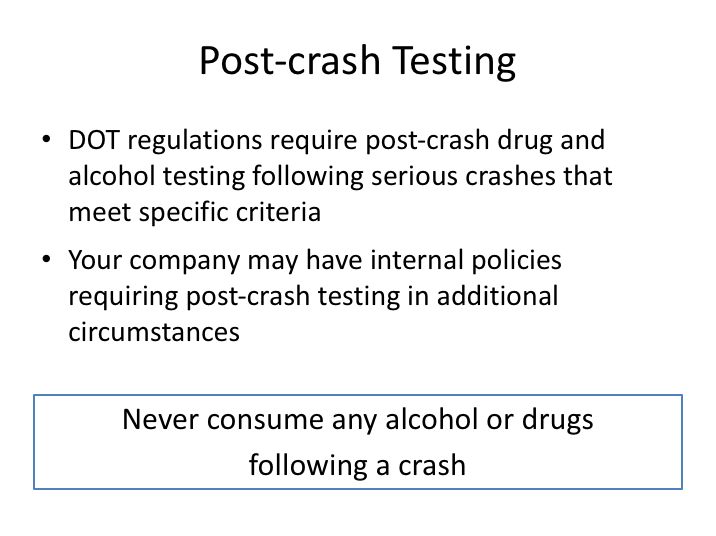 Post-crash Testing
• DOT regulations require post-crash drug and
alcohol testing following serious crashes that
meet specific criteria
• Your company may have internal policies
requiring post-crash testing in additional
circumstances
Never consume any alcohol or drugs
following a crash